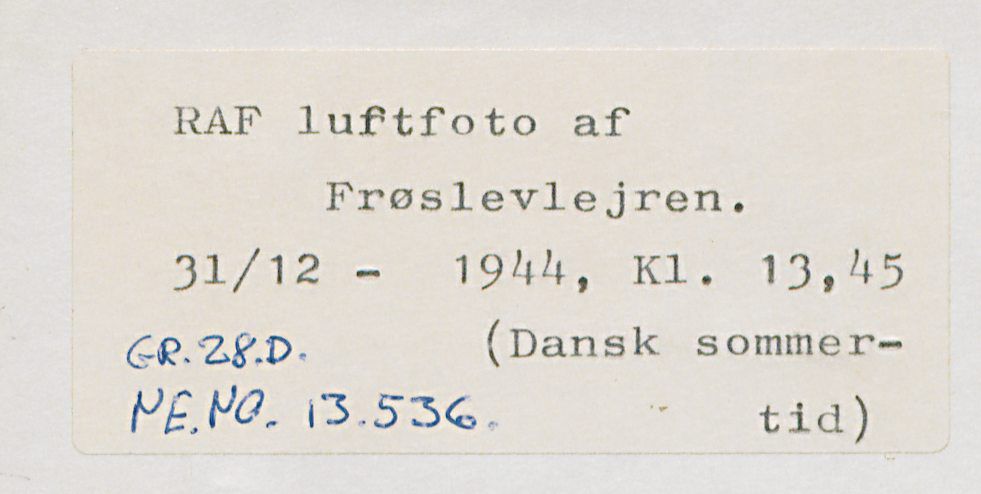 RAF luftfoto af
Frøslevlejren.
31/12 - 1944, Kl. 13,45
(Dansk sommer-
tid)
GR.28.D.
NE.NO. 13.536.